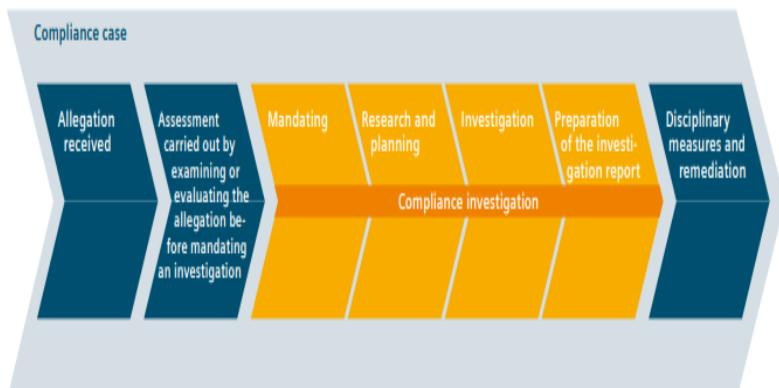 Compliance case
Allegation
received
Assessment
carried out by
examining or
evaluating the
allegation be-
fore mandating
an investigation
Mandating
Research and
planning
Investigation
Preparation
of the investi-
gation report
Compliance investigation
Disciplinary
measures and
remediation